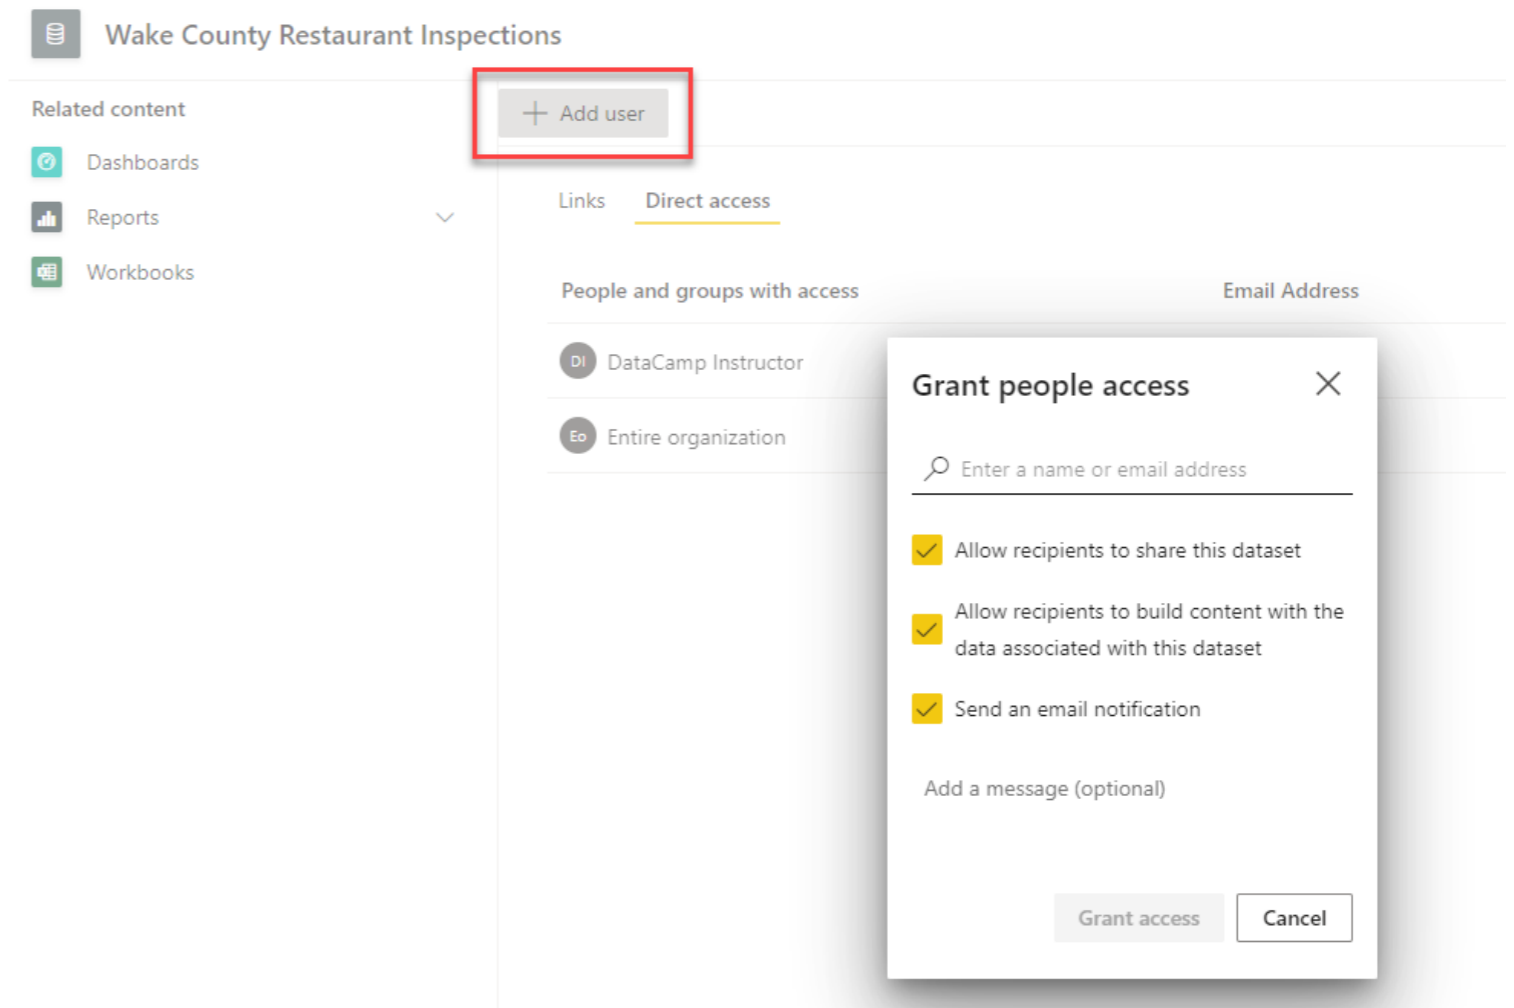 Wake County Restaurant Inspections
Related content
Dashboards
Reports
Workbooks
Add user
Links
Direct access
People and groups with access
Email Address
DI
DataCamp Instructor
Eo
Entire organization
Grant people access
Enter a name or email address
Allow recipients to share this dataset
Allow recipients to build content with the
data associated with this dataset
Send an email notification
Add a message (optional)
Grant access
Cancel